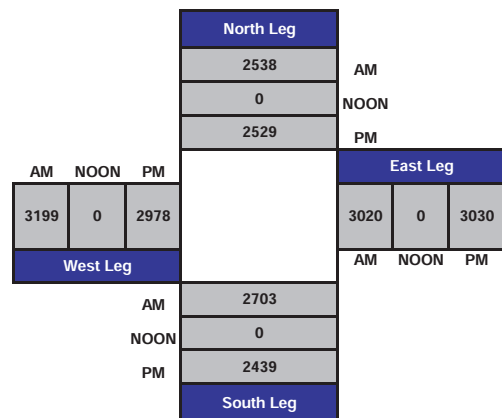 North Leg
2538 AM
0 NOON
2529 PM
AM NOON PM
East Leg
3199 0 2978
3020 0 3030
West Leg
AM NOON PM
AM 2703
NOON 0
PM 2439
South Leg